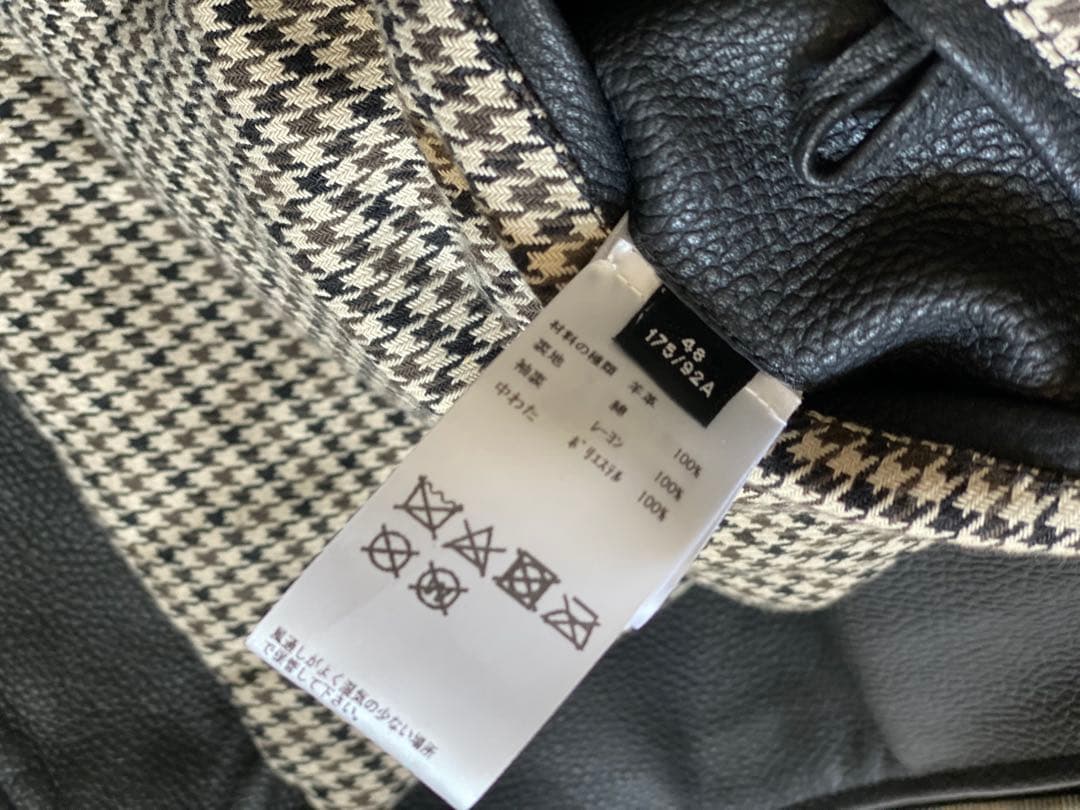 48
175/92A
材料の種類 羊革
裏地 綿 100%
袖裏 レーヨン 100%
中わた ポリエステル 100%
風通しがよく湿気の少ない場所
で保管して下さい。